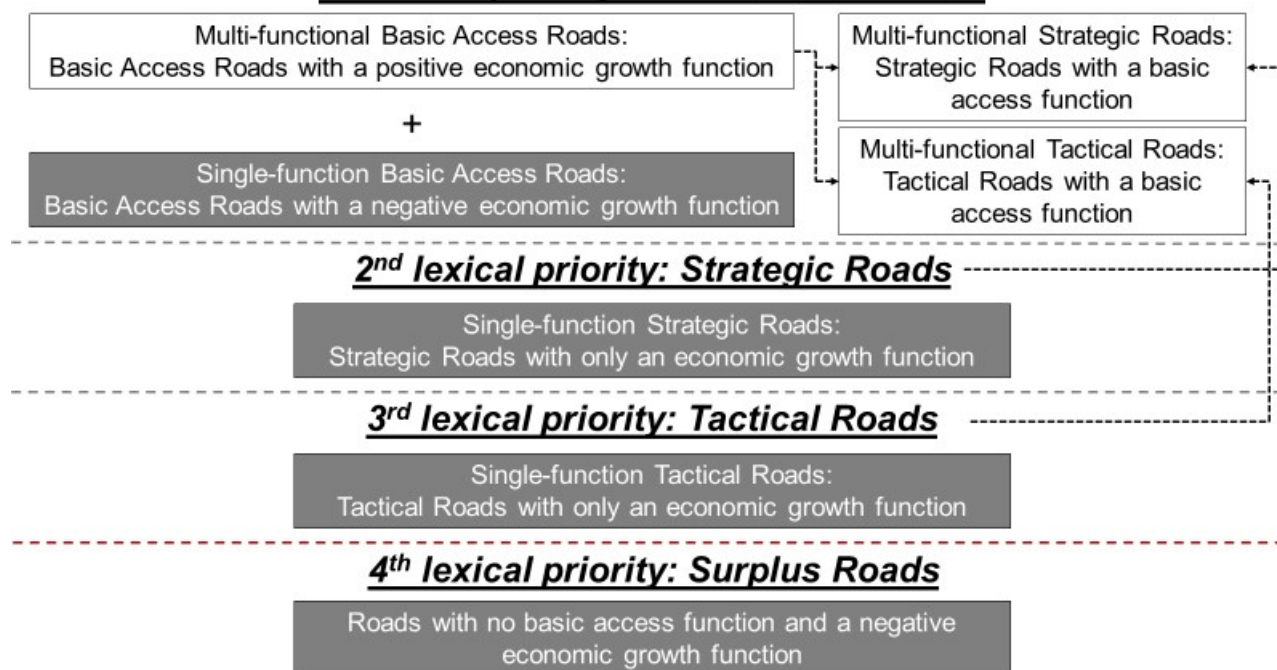 Multi-functional Basic Access Roads:
Basic Access Roads with a positive economic growth function
+
Single-function Basic Access Roads:
Basic Access Roads with a negative economic growth function
Multi-functional Strategic Roads:
Strategic Roads with a basic
access function
Multi-functional Tactical Roads:
Tactical Roads with a basic
access function
2nd lexical priority: Strategic Roads
Single-function Strategic Roads:
Strategic Roads with only an economic growth function
3rd lexical priority: Tactical Roads
Single-function Tactical Roads:
Tactical Roads with only an economic growth function
4th lexical priority: Surplus Roads
Roads with no basic access function and a negative
economic growth function